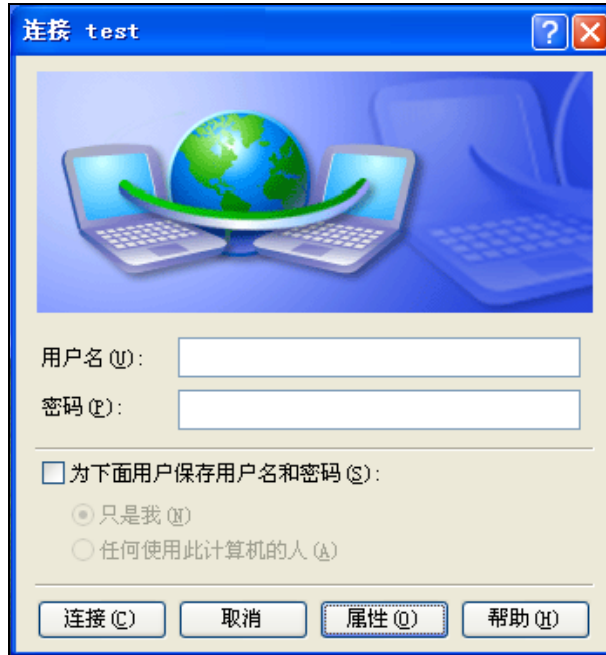 连接 test
用户名(U):
密码(P):
为下面用户保存用户名和密码(S):
只是我(N)
任何使用此计算机的人(A)
连接(C) 取消 属性(O) 帮助(H)